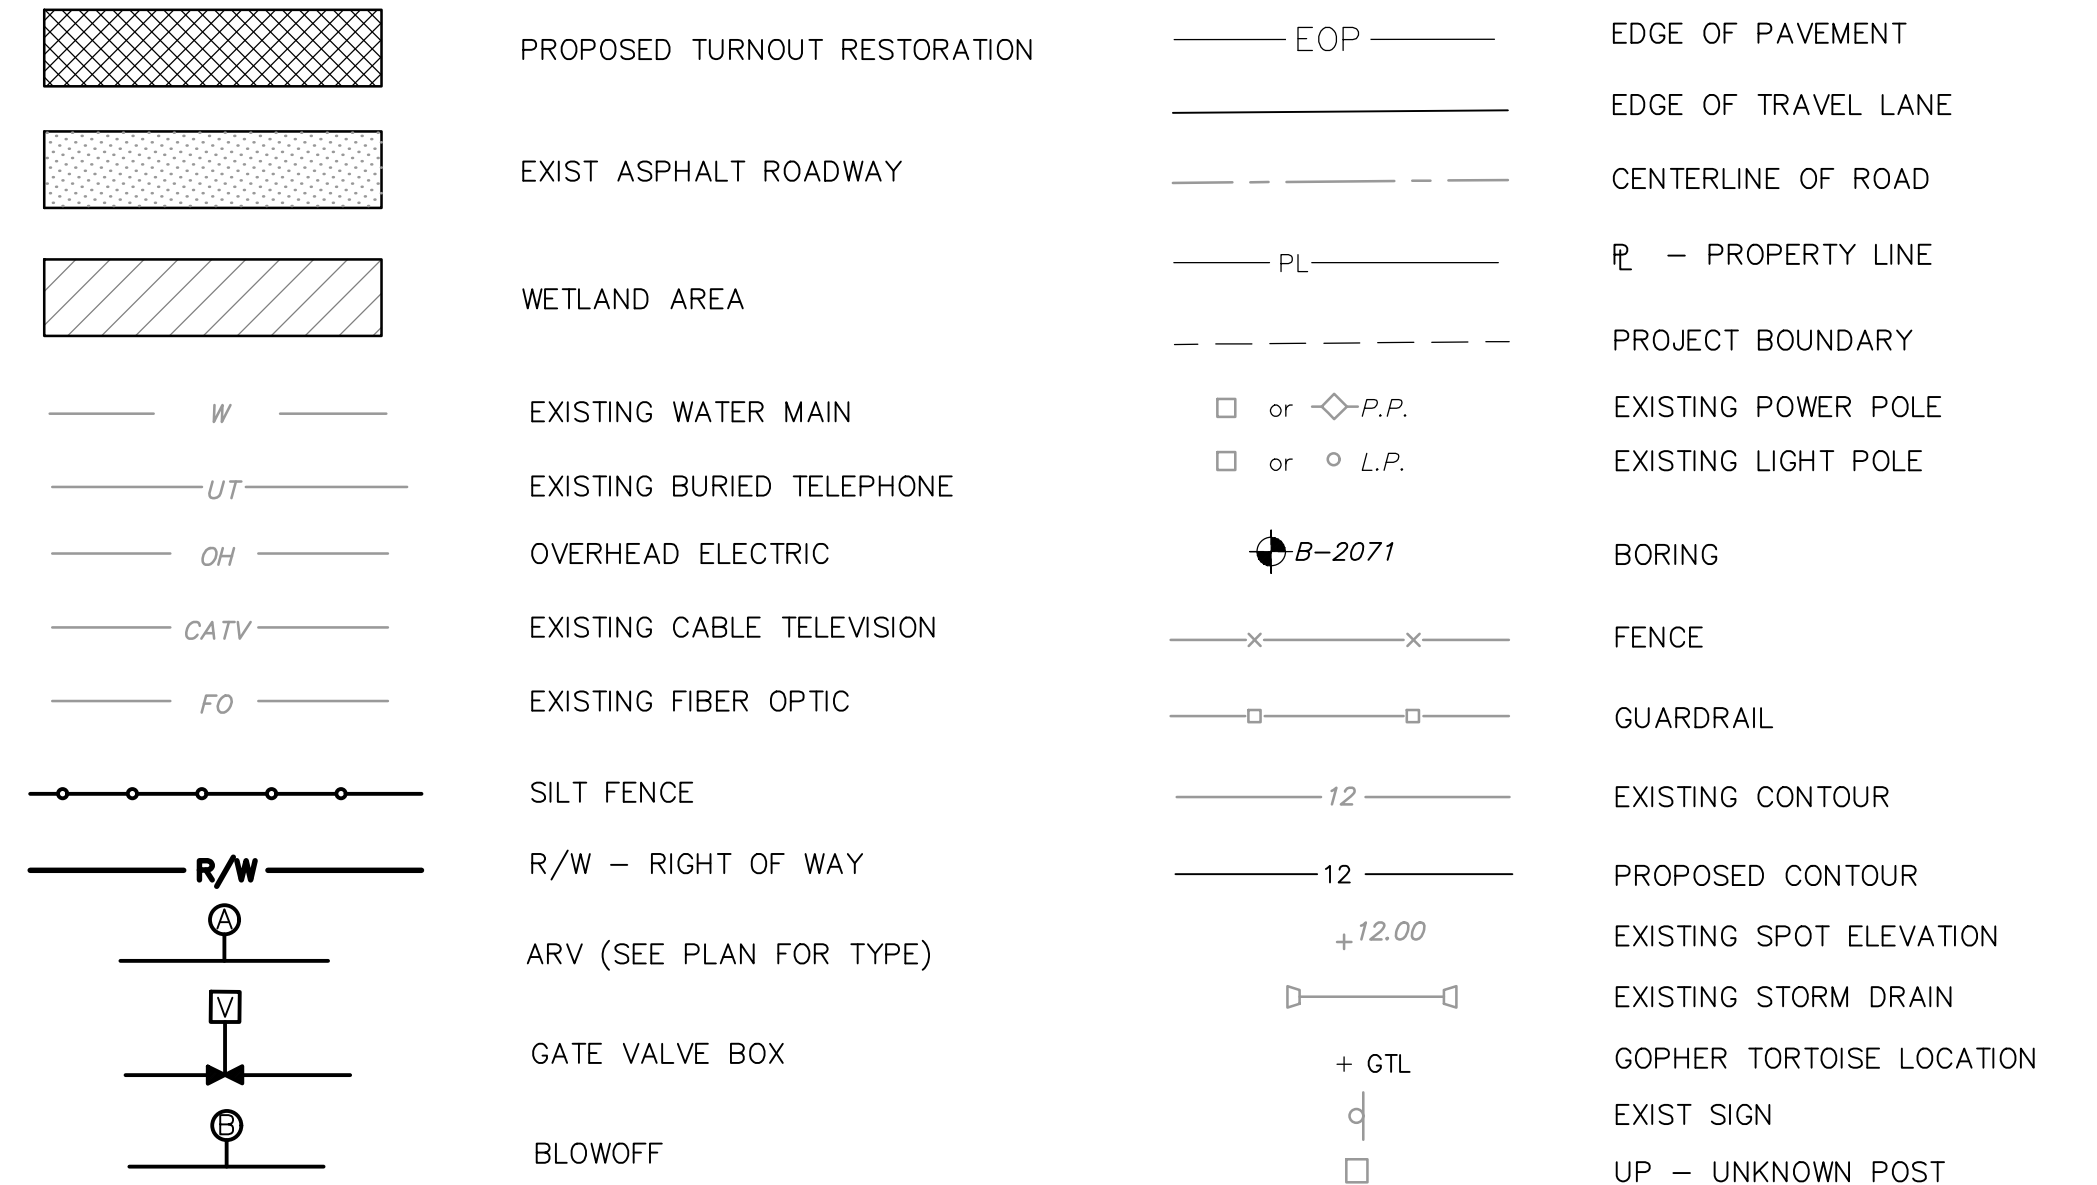 PROPOSED TURNOUT RESTORATION
EXIST ASPHALT ROADWAY
WETLAND AREA
W EXISTING WATER MAIN
UT EXISTING BURIED TELEPHONE
OH OVERHEAD ELECTRIC
CATV EXISTING CABLE TELEVISION
FO EXISTING FIBER OPTIC
SILT FENCE
R/W R/W – RIGHT OF WAY
A
ARV (SEE PLAN FOR TYPE)
V
GATE VALVE BOX
B
BLOWOFF
EOP EDGE OF PAVEMENT
EDGE OF TRAVEL LANE
CENTERLINE OF ROAD
PL PL – PROPERTY LINE
PROJECT BOUNDARY
or P.P. EXISTING POWER POLE
or L.P. EXISTING LIGHT POLE
B–2071 BORING
FENCE
GUARDRAIL
12 EXISTING CONTOUR
12 PROPOSED CONTOUR
+12.00 EXISTING SPOT ELEVATION
EXISTING STORM DRAIN
+ GTL GOPHER TORTOISE LOCATION
EXIST SIGN
UP – UNKNOWN POST